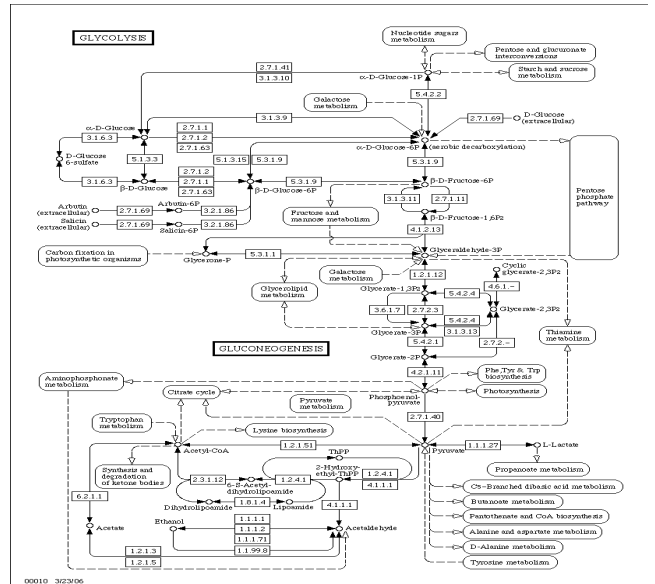 GLYCOLYSIS
Nucleotide sugars
metabolism
Pentose and glucuronate
interconversions
Starch and sucrose
metabolism
2.7.1.41
3.1.3.10
α-D-Glucose-1P
5.4.2.2
Galactose
metabolism
α-D-Glucose
3.1.3.9
2.7.1.1
2.7.1.2
2.7.1.63
2.7.1.69
D-Glucose
(extracellular)
α-D-Glucose-6P
(aerobic decarboxylation)
3.1.6.3
D-Glucose
6-sulfate
5.1.3.3
5.1.3.15
5.3.1.9
5.3.1.9
2.7.1.2
2.7.1.1
2.7.1.63
3.1.6.3
β-D-Glucose
β-D-Glucose-6P
5.3.1.9
β-D-Fructose-6P
Pentose
phosphate
pathway
Arbutin
(extracellular)
Salicin
(extracellular)
2.7.1.69
2.7.1.69
Arbutin-6P
Salicin-6P
3.2.1.86
3.2.1.86
3.1.3.11
2.7.1.11
Fructose and
mannose metabolism
β-D-Fructose-1,6P2
4.1.2.13
Carbon fixation in
photosynthetic organisms
Glycerone-P
5.3.1.1
Glyceraldehyde-3P
Galactose
metabolism
Glycerolipid
metabolism
1.2.1.12
Cyclic
glycerate-2,3P2
4.6.1.-
Glycerate-1,3P2
5.4.2.4
3.6.1.7
2.7.2.3
Glycerate-2,3P2
5.4.2.4
3.1.3.13
Glycerate-3P
2.7.2.-
5.4.2.1
Thiamine
metabolism
GLUCONEOGENESIS
Glycerate-2P
4.2.1.11
Phe,Tyr & Trp
biosynthesis
Photosynthesis
Aminophosphonate
metabolism
Citrate cycle
Pyruvate
metabolism
Phosphoenol-
pyruvate
2.7.1.40
Tryptophan
metabolism
Lysine biosynthesis
Acetyl-CoA
1.2.1.51
Pyruvate
1.1.1.27
L-Lactate
Propanoate metabolism
Synthesis and
degradation
of ketone bodies
ThPP
2-Hydroxy-
ethyl-ThPP
1.2.4.1
4.1.1.1
2.3.1.12
6-S-Acetyl-
dihydrolipoamide
1.2.4.1
Dihydrolipoamide
1.8.1.4
Lipoamide
4.1.1.1
6.2.1.1
Acetate
Ethanol
1.1.1.1
1.1.1.2
1.1.1.71
1.1.99.8
Acetaldehyde
1.2.1.3
1.2.1.5
C5-Branched dibasic acid metabolism
Butanoate metabolism
Pantothenate and CoA biosynthesis
Alanine and aspartate metabolism
D-Alanine metabolism
Tyrosine metabolism
00010 3/23/06